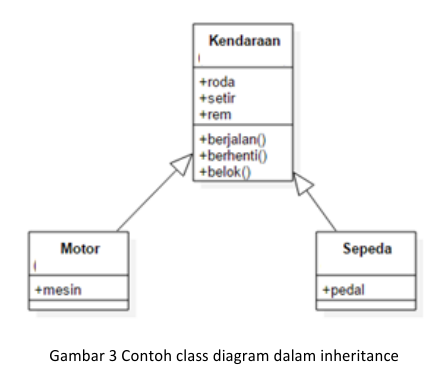 Kendaraan
+roda
+setir
+rem
+berjalan()
+berhenti()
+belok()
Motor
+mesin
Sepeda
+pedal
Gambar 3 Contoh class diagram dalam inheritance